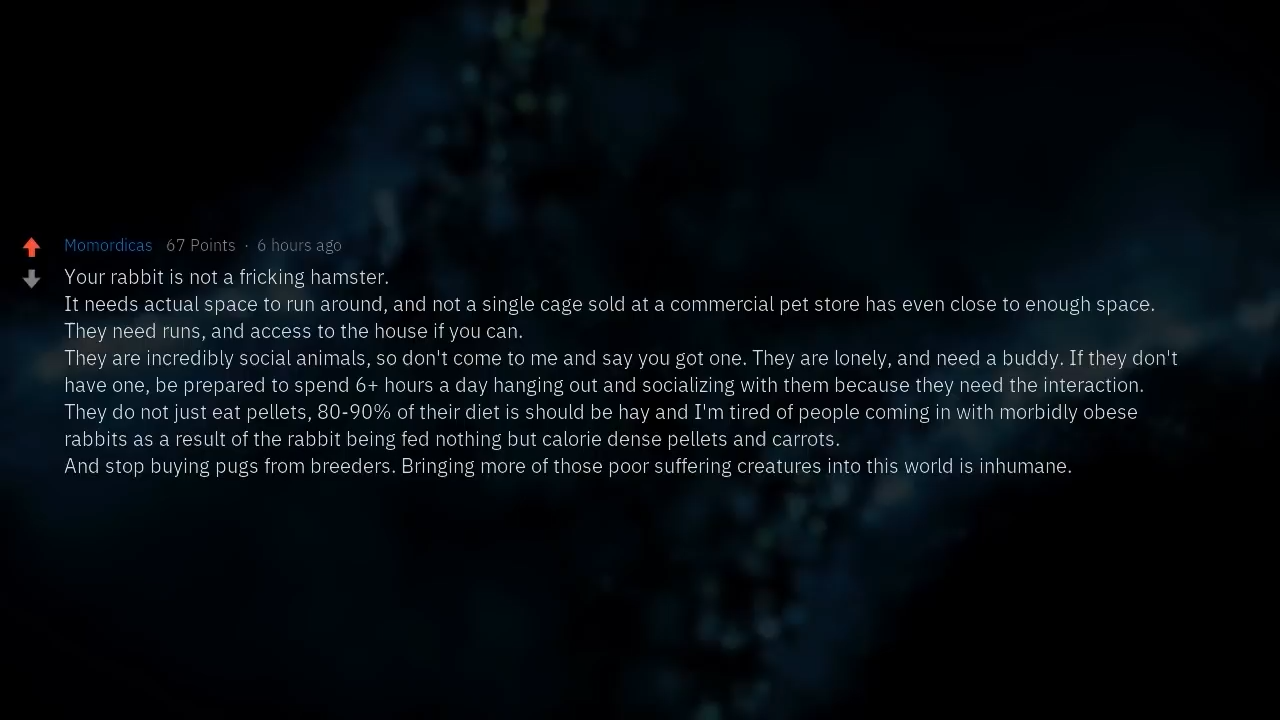 Momordicas 67 Points · 6 hours ago
Your rabbit is not a fricking hamster.
It needs actual space to run around, and not a single cage sold at a commercial pet store has even close to enough space.
They need runs, and access to the house if you can.
They are incredibly social animals, so don't come to me and say you got one. They are lonely, and need a buddy. If they don't
have one, be prepared to spend 6+ hours a day hanging out and socializing with them because they need the interaction.
They do not just eat pellets, 80-90% of their diet is should be hay and I'm tired of people coming in with morbidly obese
rabbits as a result of the rabbit being fed nothing but calorie dense pellets and carrots.
And stop buying pugs from breeders. Bringing more of those poor suffering creatures into this world is inhumane.